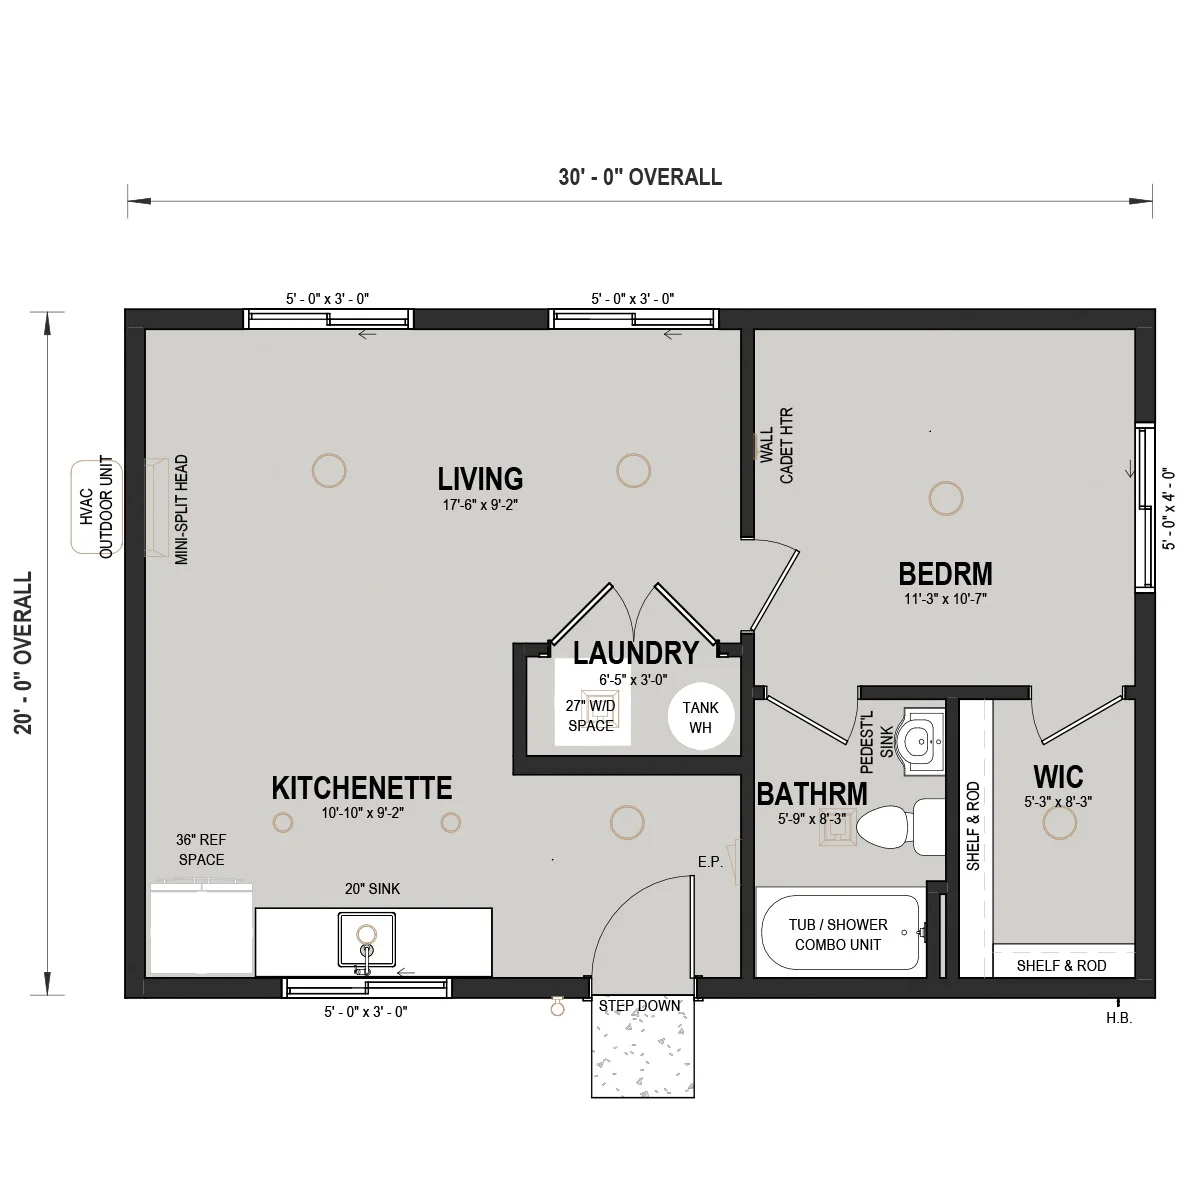 30' - 0" OVERALL
5' - 0" x 3' - 0"
5' - 0" x 3' - 0"
20' - 0" OVERALL
HVAC
OUTDOOR UNIT
MINI-SPLIT HEAD
LIVING
17'-6" x 9'-2"
WALL
CADET HTR
BEDRM
11'-3" x 10'-7"
5' - 0" x 4' - 0"
LAUNDRY
6'-5" x 3'-0"
27" W/D
SPACE
TANK
WH
PEDEST'L
SINK
KITCHENETTE
10'-10" x 9'-2"
BATHRM
5'-9" x 8'-3"
WIC
5'-3" x 8'-3"
SHELF & ROD
36" REF
SPACE
E.P.
20" SINK
TUB / SHOWER
COMBO UNIT
SHELF & ROD
5' - 0" x 3' - 0"
STEP DOWN
H.B.